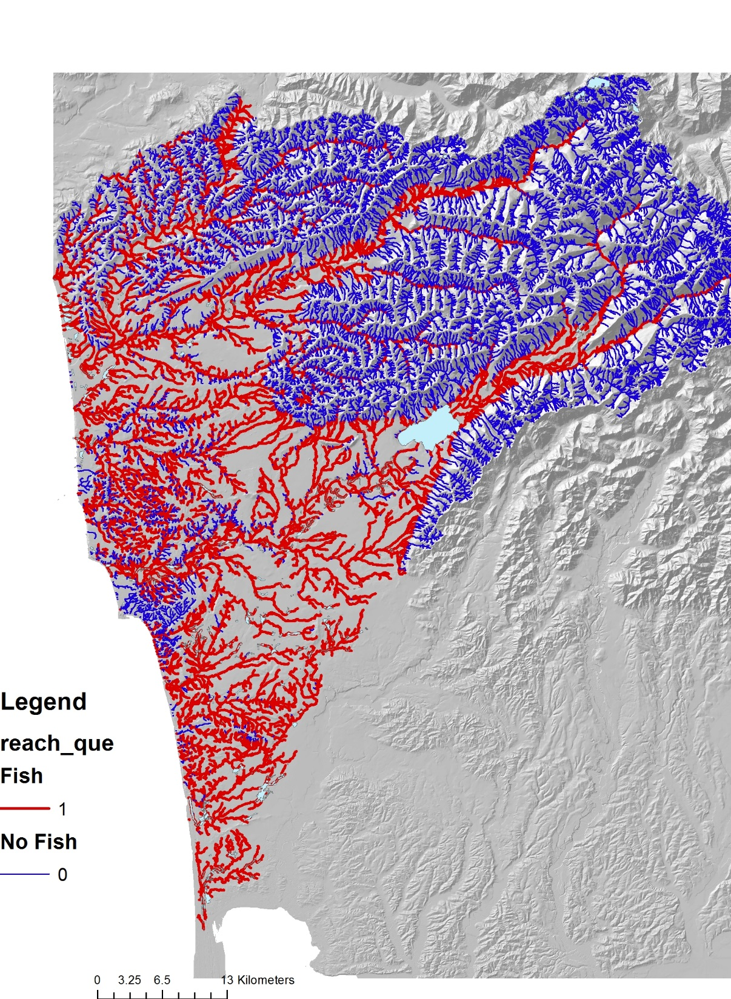 Legend
reach_que
Fish
1
No Fish
0
0 3.25 6.5 13 Kilometers